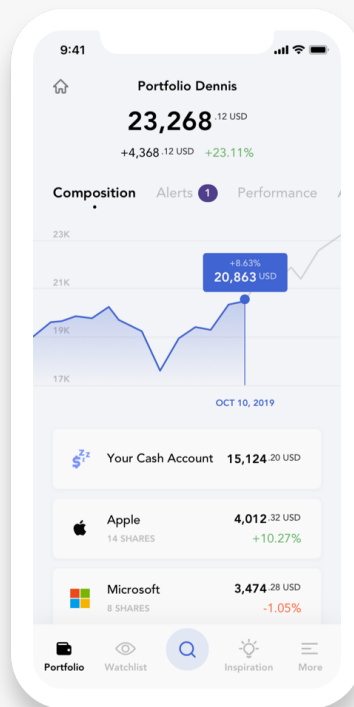 9:41
Portfolio Dennis
23,268 .12 USD
+4,368 .12 USD +23.11%
Composition Alerts 1 Performance
23K
+8.63%
20,863 USD
21K
19K
17K
OCT 10, 2019
$zzz Your Cash Account 15,124 .20 USD
Apple 4,012 .32 USD
14 SHARES +10.27%
Microsoft 3,474 .28 USD
8 SHARES -1.05%
Portfolio Watchlist Inspiration More